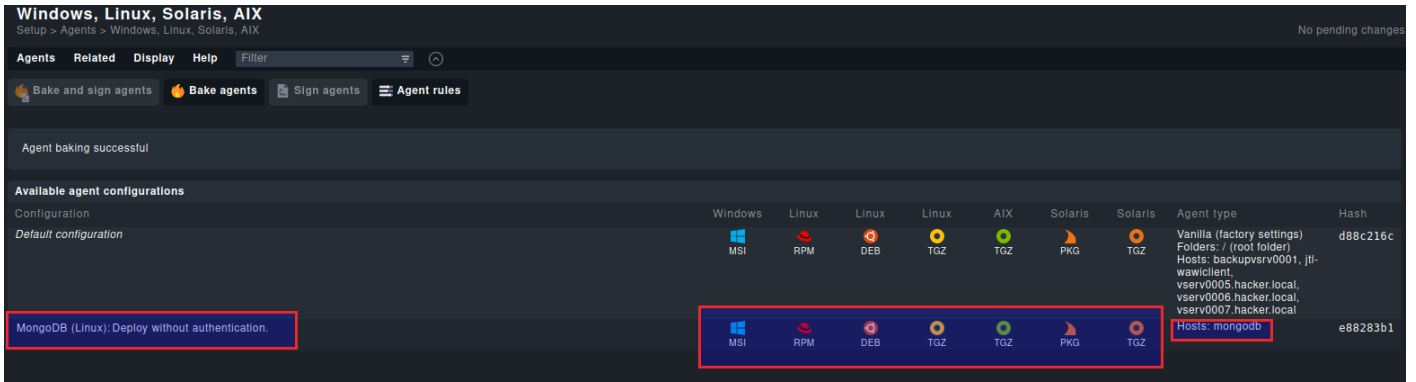 Windows, Linux, Solaris, AIX
Setup > Agents > Windows, Linux, Solaris, AIX
No pending changes
Agents Related Display Help Filter
Bake and sign agents Bake agents Sign agents Agent rules
Agent baking successful
Available agent configurations
Configuration Windows Linux Linux Linux AIX Solaris Solaris Agent type Hash
Default configuration MSI RPM DEB TGZ TGZ PKG TGZ Vanilla (factory settings) d88c216c
Folders: / (root folder)
Hosts: backupvsrv0001, jtl-
wawiclient,
vserv0005.hacker.local,
vserv0006.hacker.local,
vserv0007.hacker.local
MongoDB (Linux): Deploy without authentication. MSI RPM DEB TGZ TGZ PKG TGZ Hosts: mongodb e88283b1